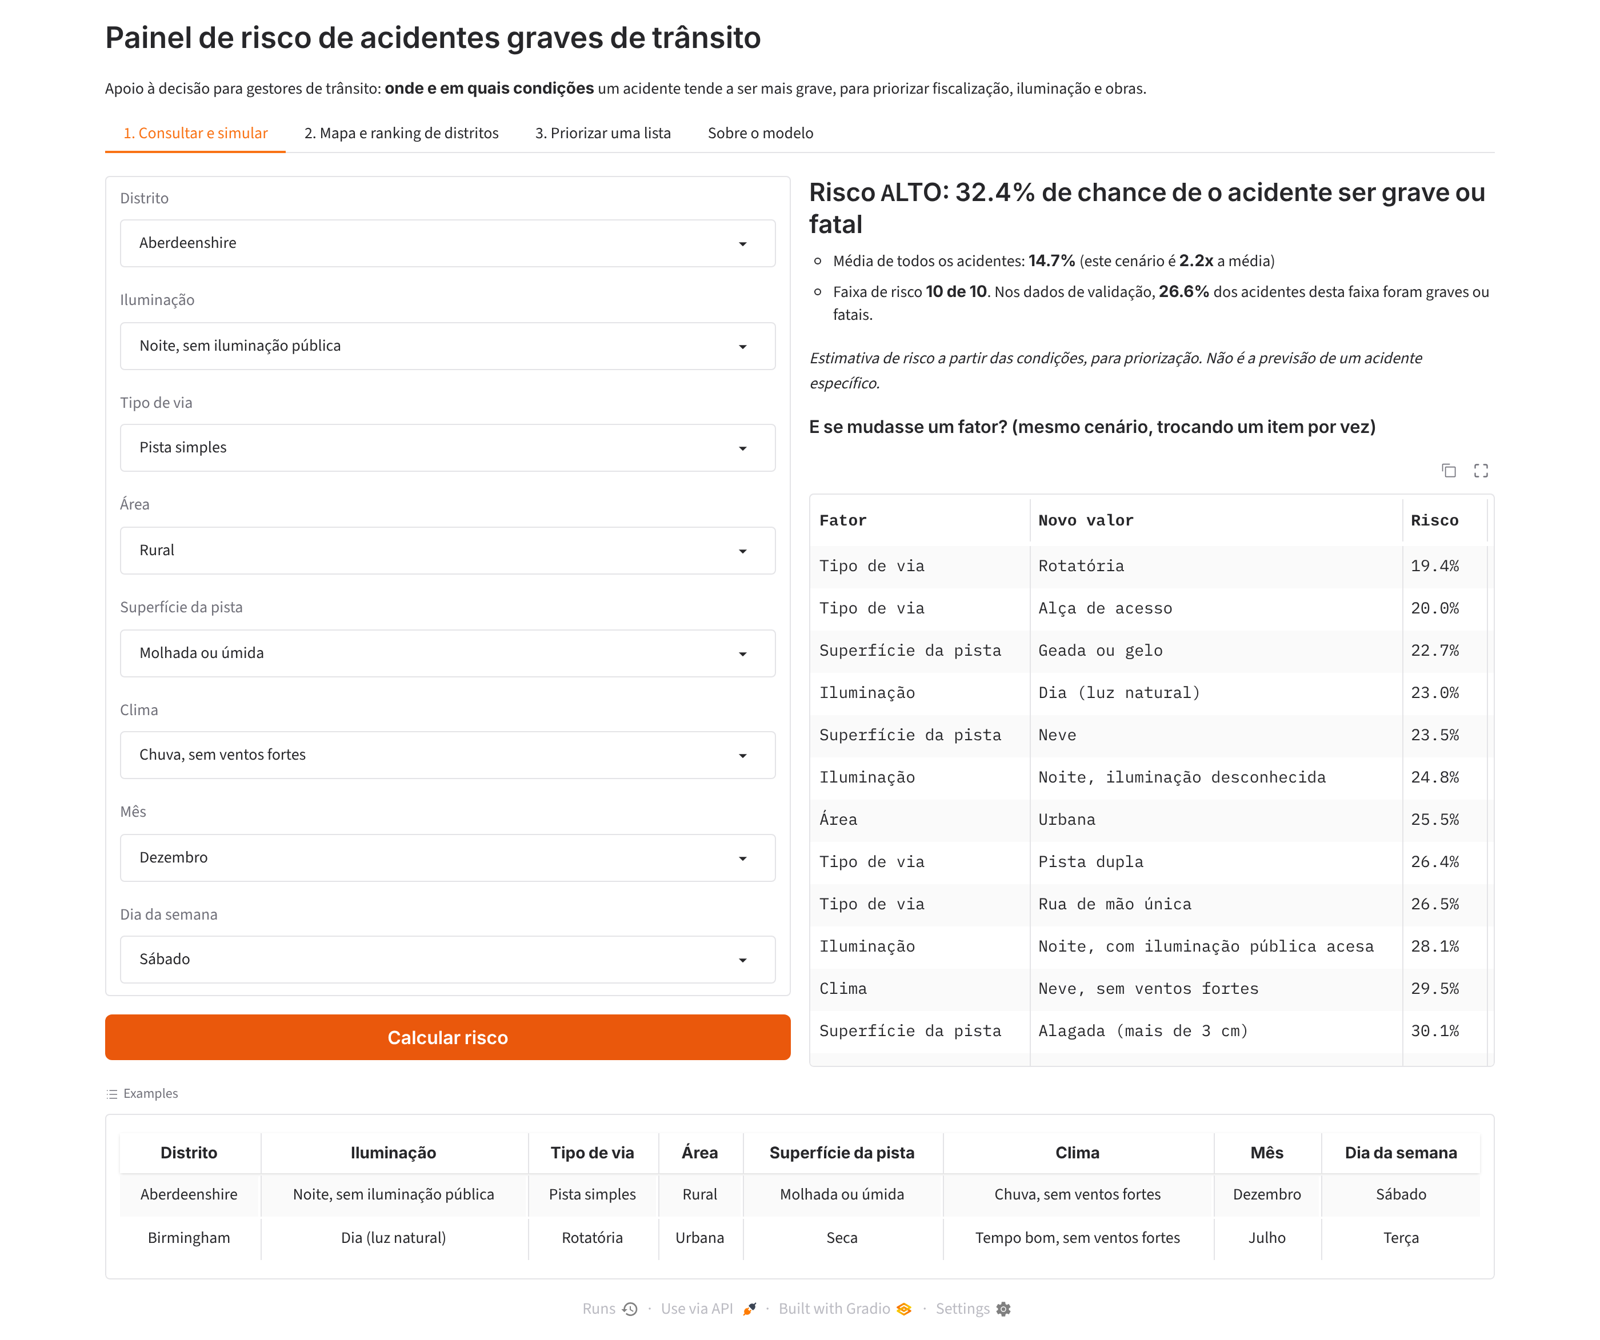 Painel de risco de acidentes graves de trânsito
Apoio à decisão para gestores de trânsito: onde e em quais condições um acidente tende a ser mais grave, para priorizar fiscalização, iluminação e obras.
1. Consultar e simular
2. Mapa e ranking de distritos
3. Priorizar uma lista
Sobre o modelo
Distrito
Aberdeenshire
Iluminação
Noite, sem iluminação pública
Tipo de via
Pista simples
Área
Rural
Superfície da pista
Molhada ou úmida
Clima
Chuva, sem ventos fortes
Mês
Dezembro
Dia da semana
Sábado
Calcular risco
Risco ALTO: 32.4% de chance de o acidente ser grave ou
fatal
Média de todos os acidentes: 14.7% (este cenário é 2.2x a média)
Faixa de risco 10 de 10. Nos dados de validação, 26.6% dos acidentes desta faixa foram graves ou
fatais.
Estimativa de risco a partir das condições, para priorização. Não é a previsão de um acidente
específico.
E se mudasse um fator? (mesmo cenário, trocando um item por vez)
Fator Novo valor Risco
Tipo de via Rotatória 19.4%
Tipo de via Alça de acesso 20.0%
Superfície da pista Geada ou gelo 22.7%
Iluminação Dia (luz natural) 23.0%
Superfície da pista Neve 23.5%
Iluminação Noite, iluminação desconhecida 24.8%
Área Urbana 25.5%
Tipo de via Pista dupla 26.4%
Tipo de via Rua de mão única 26.5%
Iluminação Noite, com iluminação pública acesa 28.1%
Clima Neve, sem ventos fortes 29.5%
Superfície da pista Alagada (mais de 3 cm) 30.1%
Examples
Distrito Iluminação Tipo de via Área Superfície da pista Clima Mês Dia da semana
Aberdeenshire Noite, sem iluminação pública Pista simples Rural Molhada ou úmida Chuva, sem ventos fortes Dezembro Sábado
Birmingham Dia (luz natural) Rotatória Urbana Seca Tempo bom, sem ventos fortes Julho Terça
Runs · Use via API · Built with Gradio · Settings